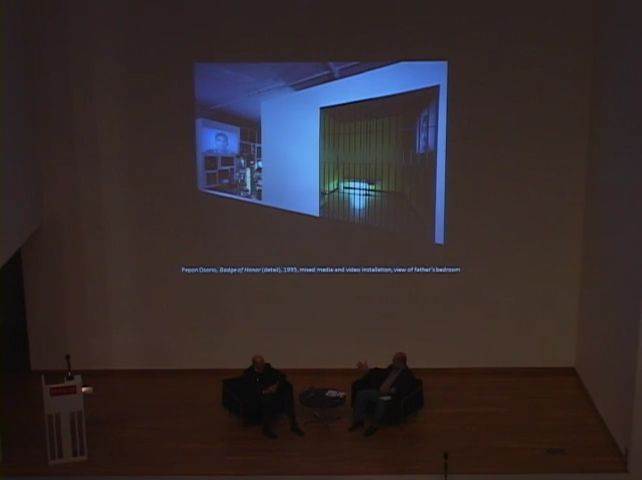 Pepon Osorio, Badge of Honor (detail), 1995, mixed media and video installation, view of father's bedroom